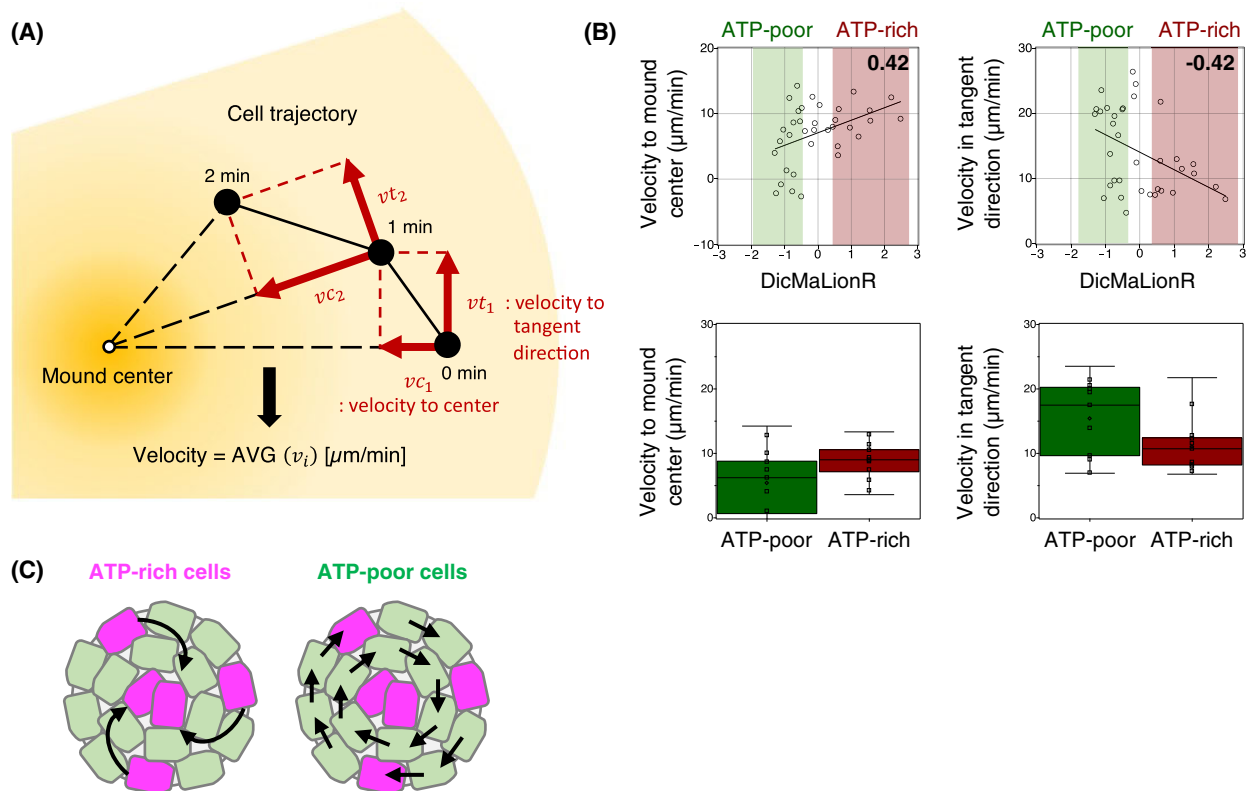 (A)
Cell trajectory
2 min
1 min
vt₂
vc₂
vt₁ : velocity to
tangent
direction
0 min
Mound center
vc₁
: velocity to center
Velocity = AVG (vᵢ) [µm/min]
(B)
ATP-poor ATP-rich
0.42
Velocity to mound
center (µm/min)
20
10
0
−10
−3 −2 −1 0 1 2 3
DicMaLionR
ATP-poor ATP-rich
-0.42
Velocity in tangent
direction (µm/min)
30
20
10
0
−3 −2 −1 0 1 2 3
DicMaLionR
Velocity to mound
center (µm/min)
30
20
10
0
ATP-poor ATP-rich
Velocity in tangent
direction (µm/min)
30
20
10
0
ATP-poor ATP-rich
(C)
ATP-rich cells
ATP-poor cells